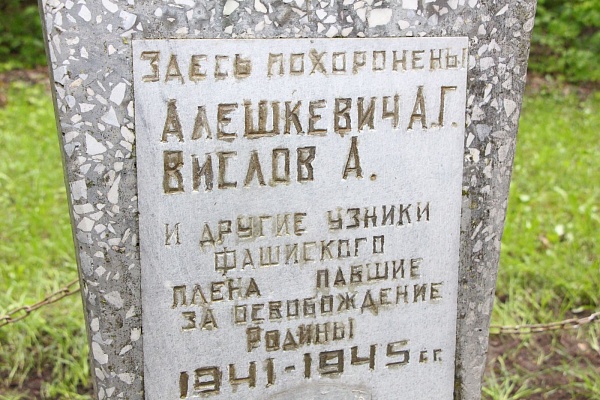 Здесь похоронены
Алешкевич А.Г.
Вислов А.
и другие узники
фашиского
плена павшие
за освобождение
Родины
1941-1945 г.г.